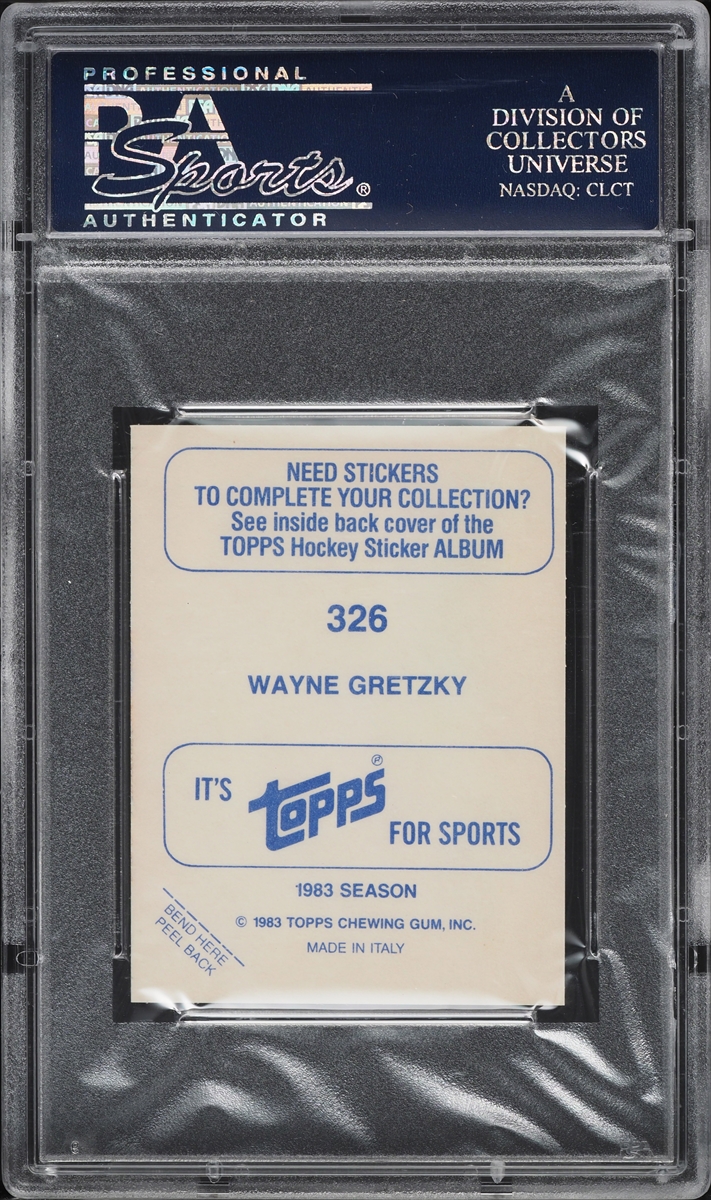 PROFESSIONAL
PSA
Sports®
AUTHENTICATOR
A
DIVISION OF
COLLECTORS
UNIVERSE
NASDAQ: CLCT
NEED STICKERS
TO COMPLETE YOUR COLLECTION?
See inside back cover of the
TOPPS Hockey Sticker ALBUM
326
WAYNE GRETZKY
IT'S topps® FOR SPORTS
1983 SEASON
© 1983 TOPPS CHEWING GUM, INC.
MADE IN ITALY
BEND HERE
PEEL BACK